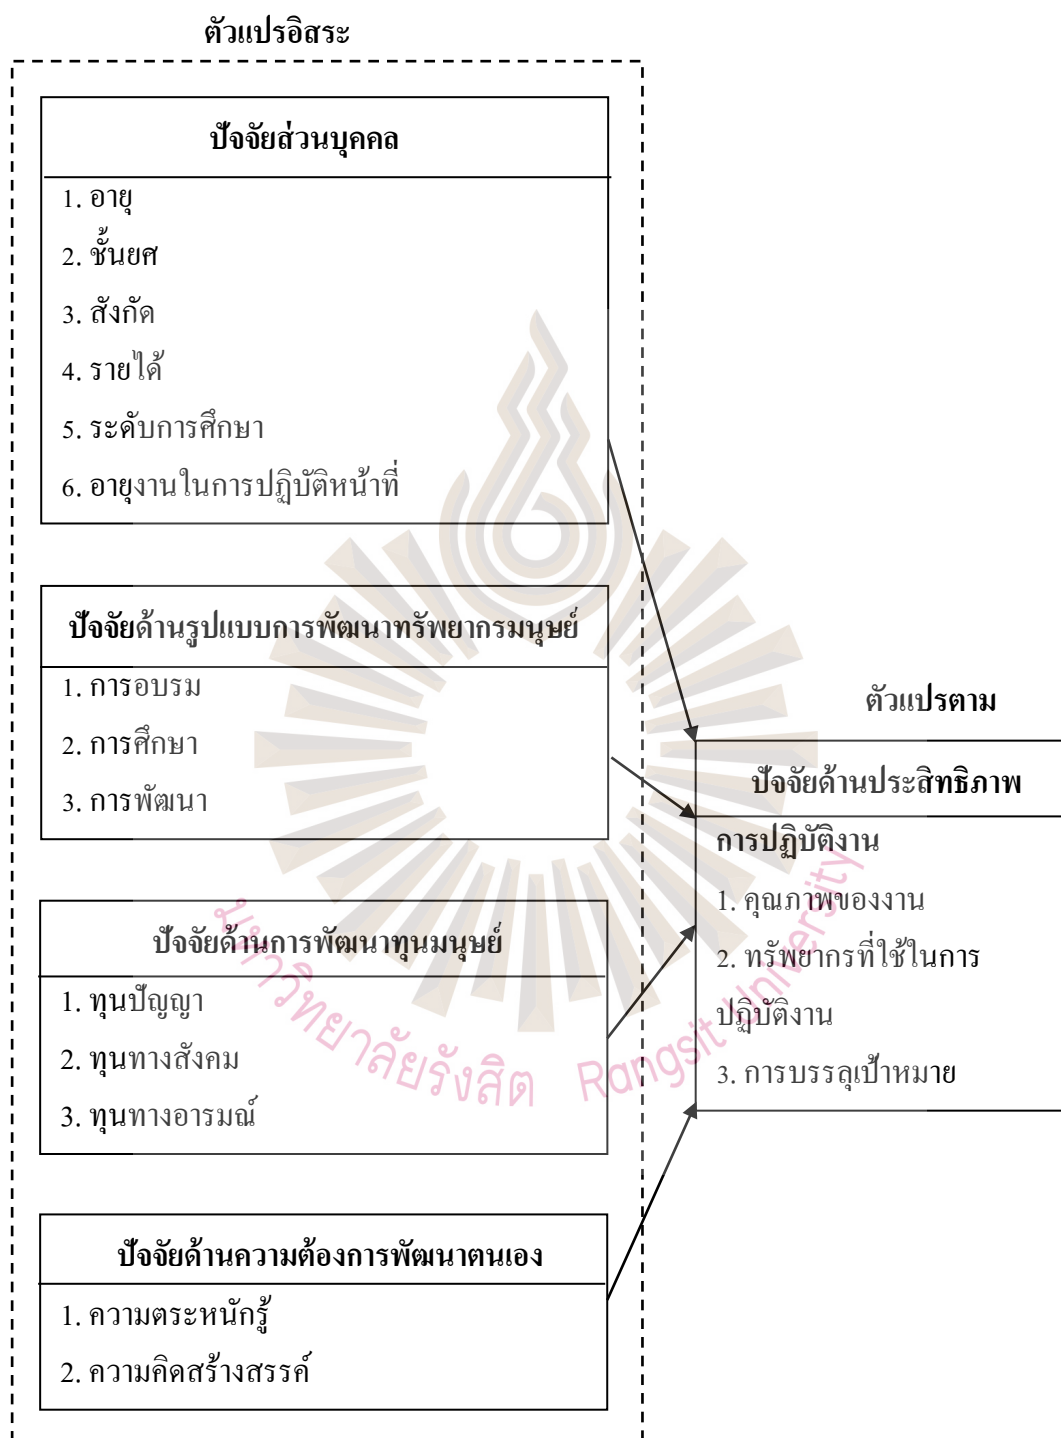 ตัวแปรอิสระ
ปัจจัยส่วนบุคคล
1. อายุ
2. ชั้นยศ
3. สังกัด
4. รายได้
5. ระดับการศึกษา
6. อายุงานในการปฏิบัติหน้าที่
ปัจจัยด้านรูปแบบการพัฒนาทรัพยากรมนุษย์
1. การอบรม
2. การศึกษา
3. การพัฒนา
ปัจจัยด้านการพัฒนาทุนมนุษย์
1. ทุนปัญญา
2. ทุนทางสังคม
3. ทุนทางอารมณ์
ปัจจัยด้านความต้องการพัฒนาตนเอง
1. ความตระหนักรู้
2. ความคิดสร้างสรรค์
ตัวแปรตาม
ปัจจัยด้านประสิทธิภาพ
การปฏิบัติงาน
1. คุณภาพของงาน
2. ทรัพยากรที่ใช้ในการ
ปฏิบัติงาน
3. การบรรลุเป้าหมาย
มหาวิทยาลัยรังสิต Rangsit University